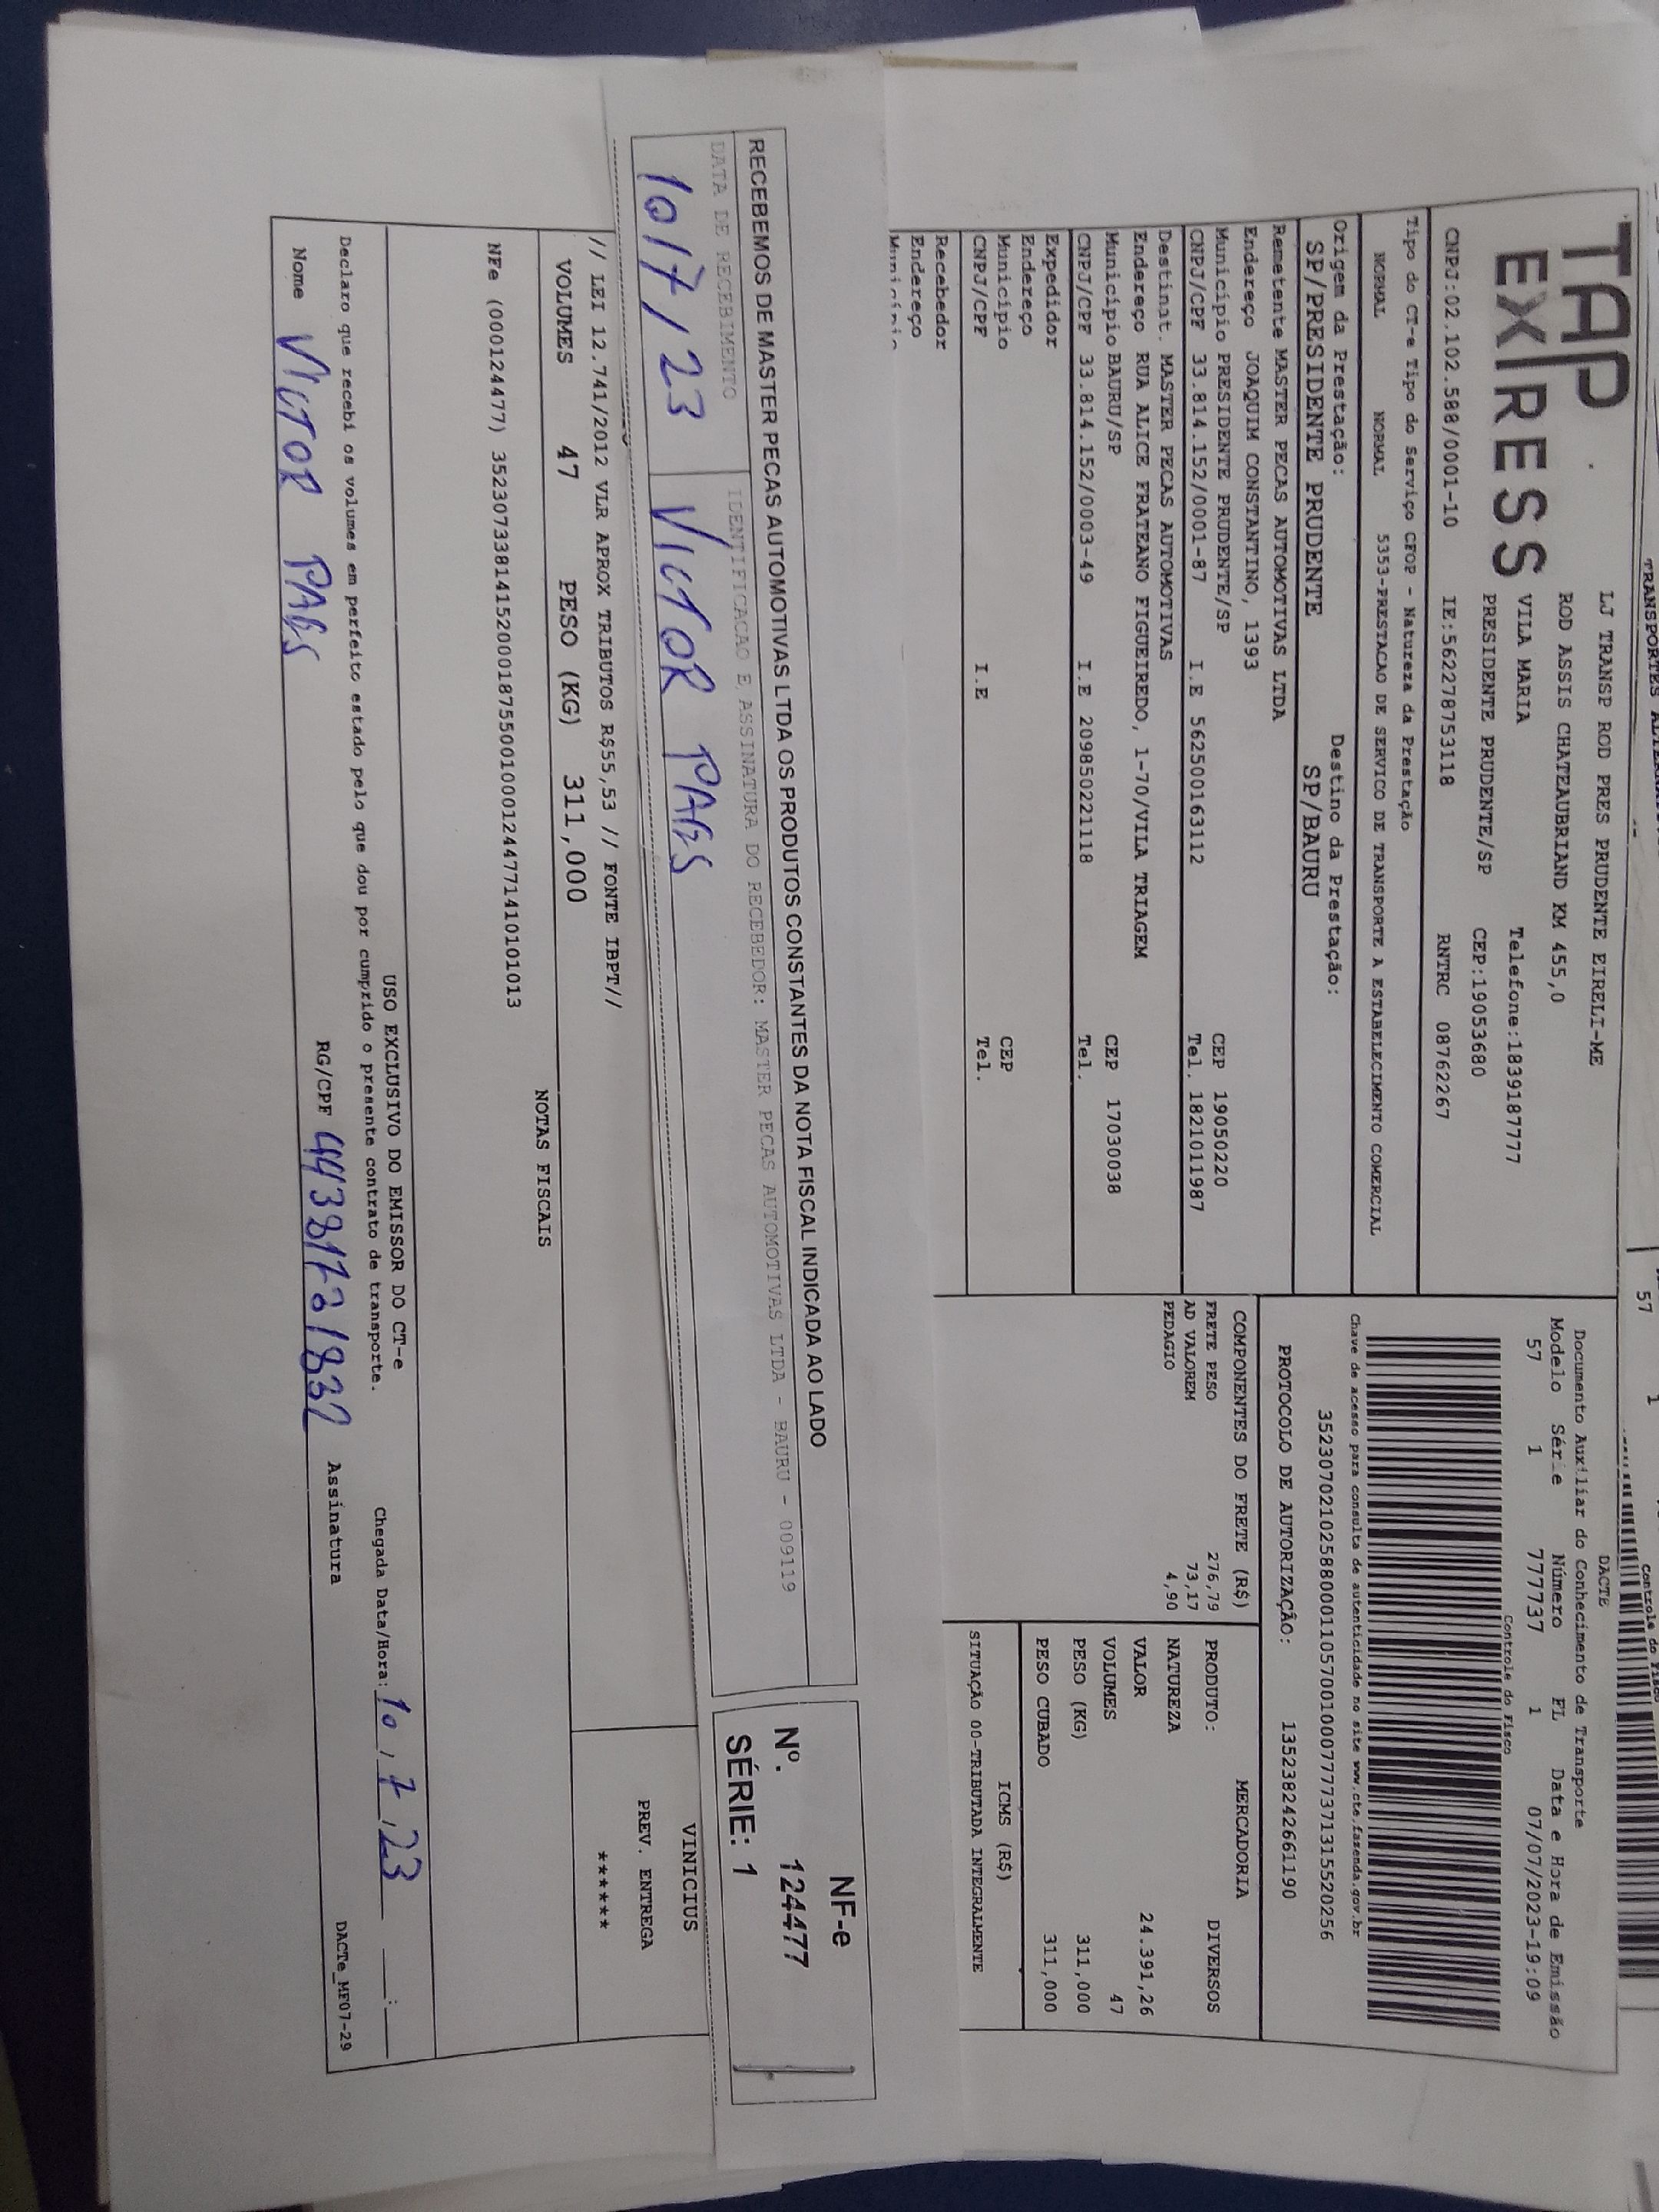 TRANSPORTES
57 1
Controle do Fisco
TAP
EXPRESS
LJ TRANSP ROD PRES PRUDENTE EIRELI-ME
ROD ASSIS CHATEAUBRIAND KM 455,0
VILA MARIA Telefone:1839187777
PRESIDENTE PRUDENTE/SP CEP:19053680
CNPJ:02.102.588/0001-10 IE:562278753118 RNTRC 08762267
DACTE
Documento Auxiliar do Conhecimento de Transporte
Modelo Série Número FL Data e Hora de Emissão
57 1 777737 1 07/07/2023-19:09
Controle do Fisco
Tipo do CT-e Tipo do Serviço CFOP - Natureza da Prestação
NORMAL NORMAL 5353-PRESTACAO DE SERVICO DE TRANSPORTE A ESTABELECIMENTO COMERCIAL
Chave de acesso para consulta de autenticidade no site www.cte.fazenda.gov.br
35230702102588000110570010007777371315520256
Origem da Prestação: Destino da Prestação:
SP/PRESIDENTE PRUDENTE SP/BAURU
PROTOCOLO DE AUTORIZAÇÃO: 135238242661190
Remetente MASTER PECAS AUTOMOTIVAS LTDA
Endereço JOAQUIM CONSTANTINO, 1393
Município PRESIDENTE PRUDENTE/SP CEP 19050220
CNPJ/CPF 33.814.152/0001-87 I.E 562500163112 Tel. 1821011987
Destinat. MASTER PECAS AUTOMOTIVAS
Endereço RUA ALICE FRATEANO FIGUEIREDO, 1-70/VILA TRIAGEM
Município BAURU/SP CEP 17030038
CNPJ/CPF 33.814.152/0003-49 I.E 209850221118 Tel.
Expedidor
Endereço
Município CEP
CNPJ/CPF I.E Tel.
Recebedor
Endereço
Município
COMPONENTES DO FRETE (R$)
FRETE PESO 276,79
AD VALOREM 73,17
PEDAGIO 4,90
MERCADORIA
PRODUTO: DIVERSOS
NATUREZA
VALOR 24.391,26
VOLUMES 47
PESO (KG) 311,000
PESO CUBADO 311,000
ICMS (R$)
SITUAÇÃO 00-TRIBUTADA INTEGRALMENTE
RECEBEMOS DE MASTER PECAS AUTOMOTIVAS LTDA OS PRODUTOS CONSTANTES DA NOTA FISCAL INDICADA AO LADO
DATA DE RECEBIMENTO IDENTIFICACAO E ASSINATURA DO RECEBEDOR: MASTER PECAS AUTOMOTIVAS LTDA - BAURU - 009119
10/7/23 VICTOR PAES
NF-e
Nº. 124477
SÉRIE: 1
// LEI 12.741/2012 VLR APROX TRIBUTOS R$55,53 // FONTE IBPT//
VINICIUS
VOLUMES 47 PESO (KG) 311,000
PREV. ENTREGA
******
NOTAS FISCAIS
NFe (000124477) 35230733814152000187550010001244771410101013
USO EXCLUSIVO DO EMISSOR DO CT-e
Declaro que recebi os volumes em perfeito estado pelo que dou por cumprido o presente contrato de transporte. Chegada Data/Hora: 10/7/23 __:__
Nome VICTOR PAES RG/CPF Assinatura
DACTe_MF07-29